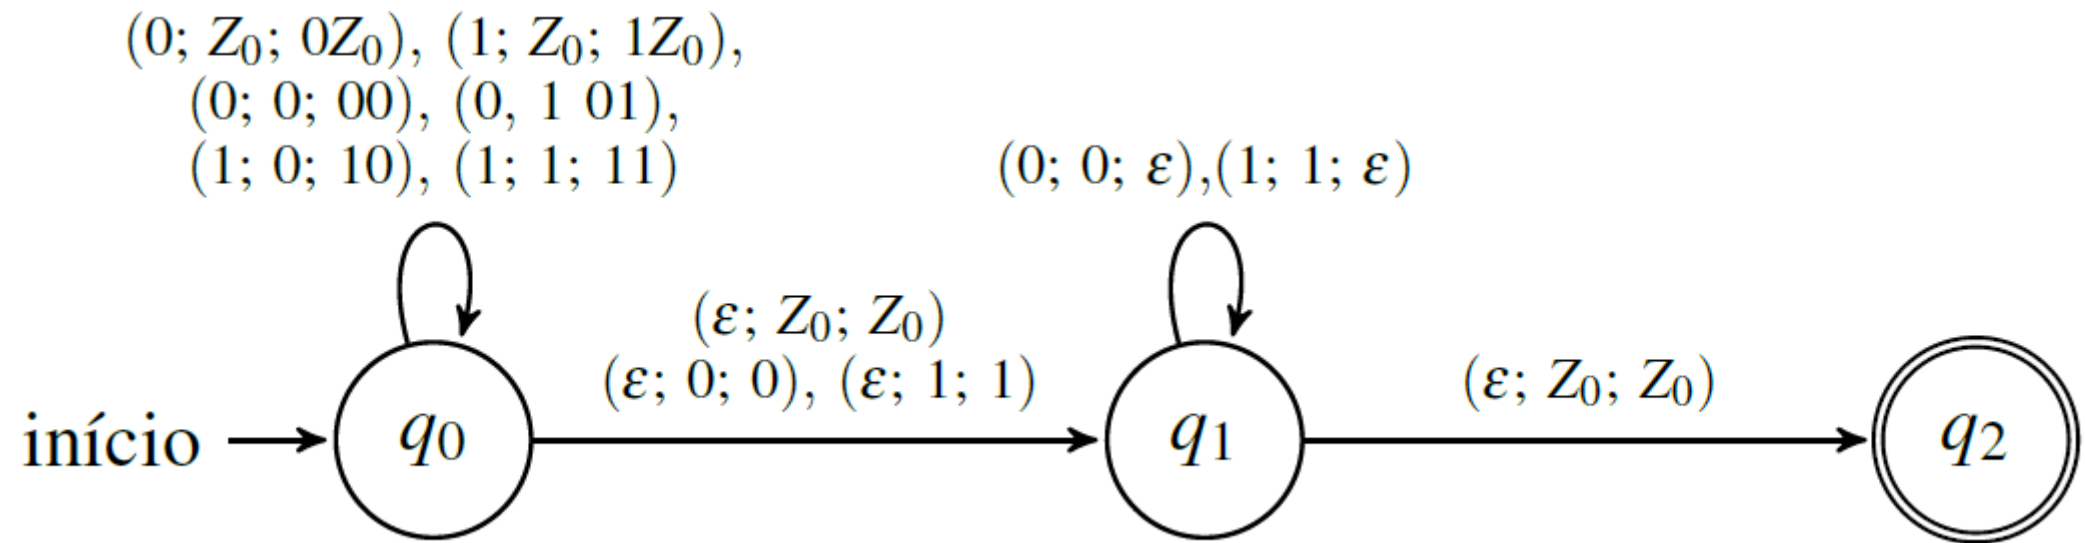 (0; Z₀; 0Z₀), (1; Z₀; 1Z₀),
(0; 0; 00), (0, 1 01),
(1; 0; 10), (1; 1; 11)
(0; 0; ε),(1; 1; ε)
(ε; Z₀; Z₀)
(ε; 0; 0), (ε; 1; 1)
(ε; Z₀; Z₀)
início
q₀
q₁
q₂